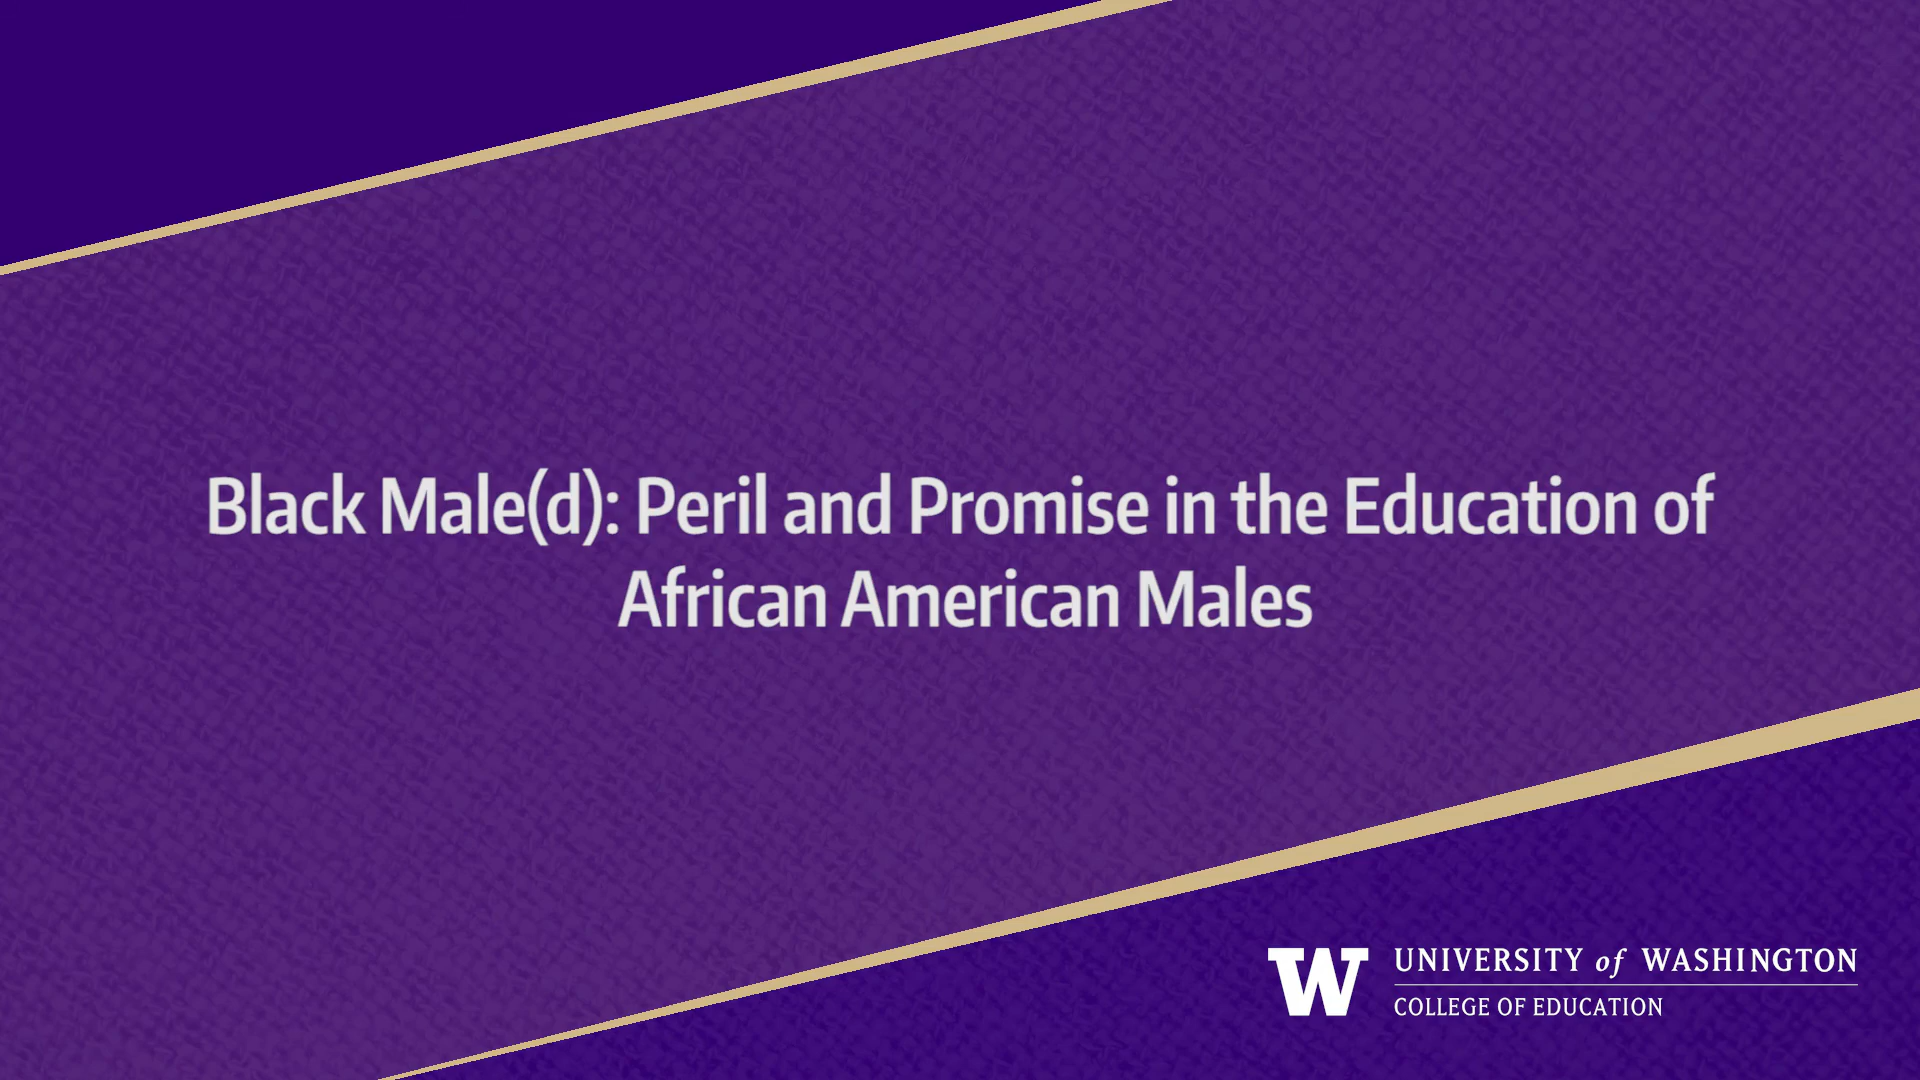 Black Male(d): Peril and Promise in the Education of
African American Males
W
UNIVERSITY of WASHINGTON
COLLEGE OF EDUCATION